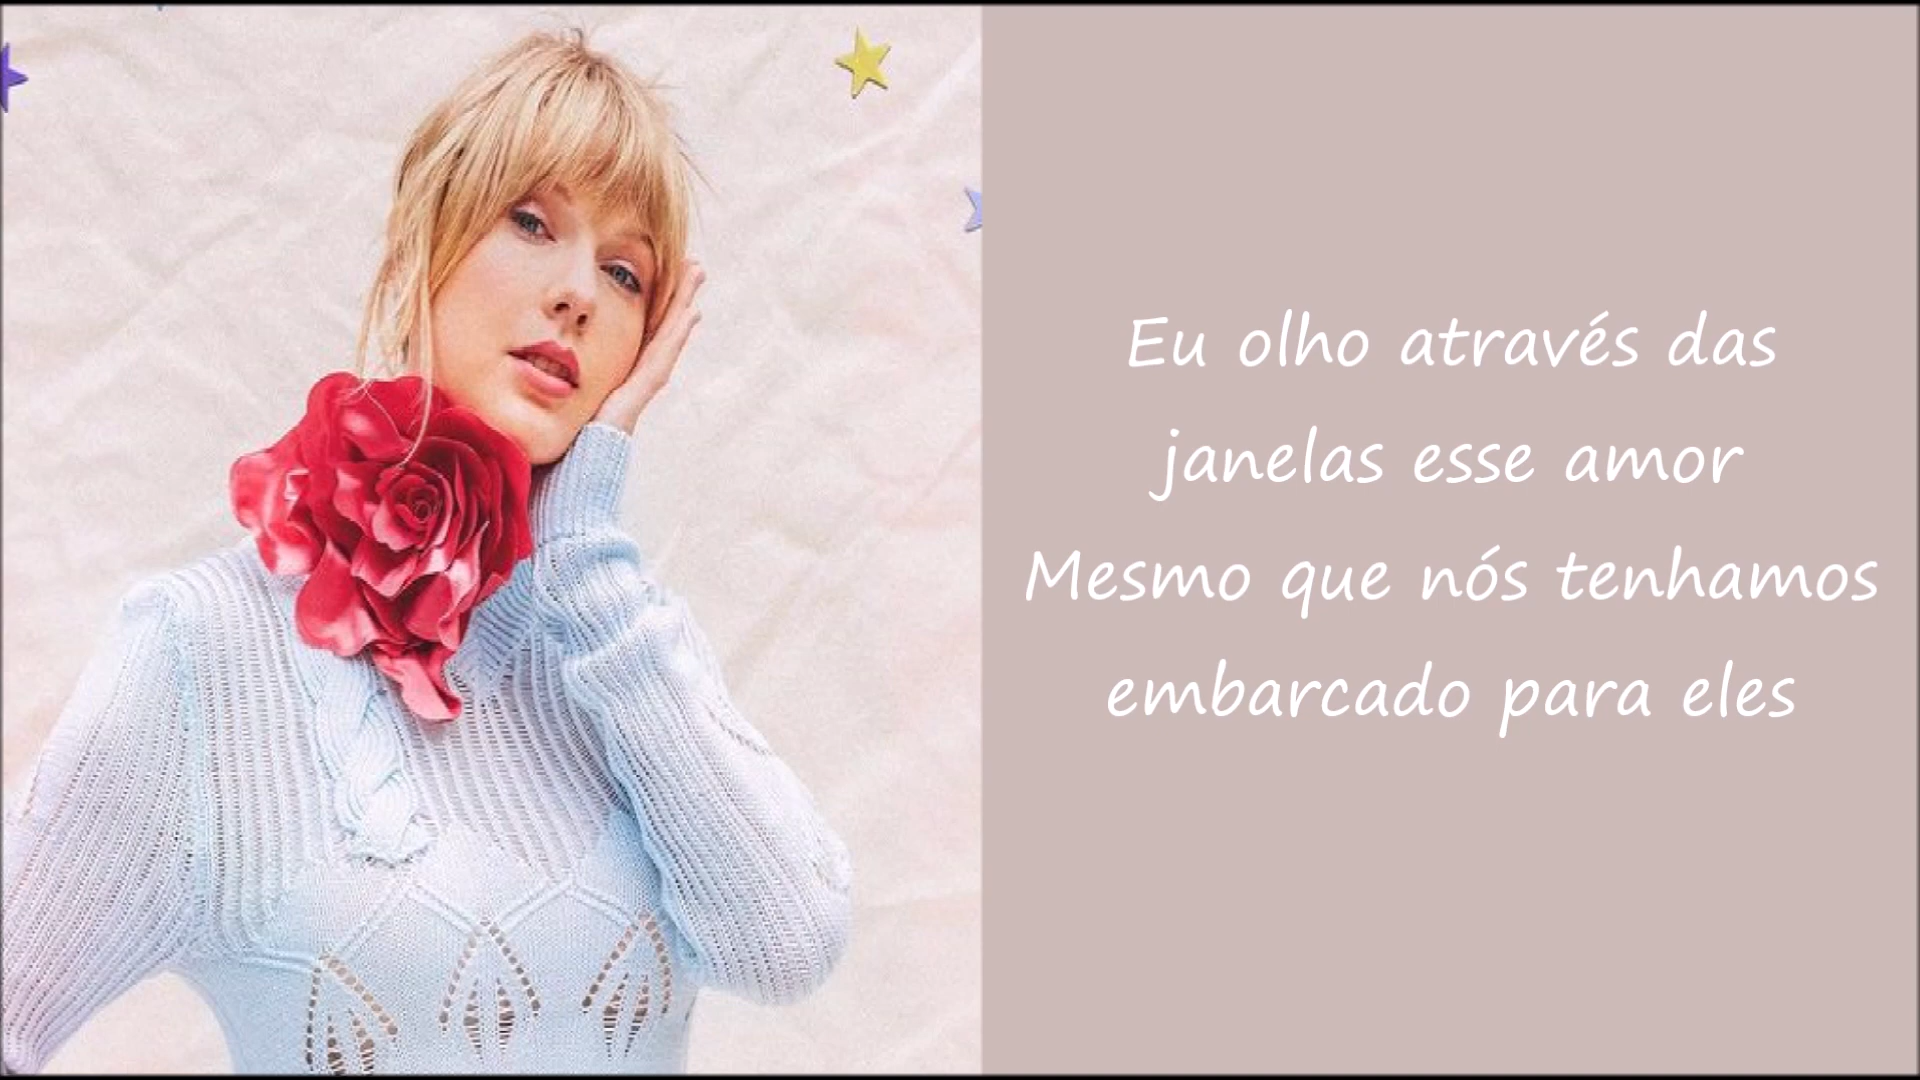 Eu olho através das
janelas esse amor
Mesmo que nós tenhamos
embarcado para eles